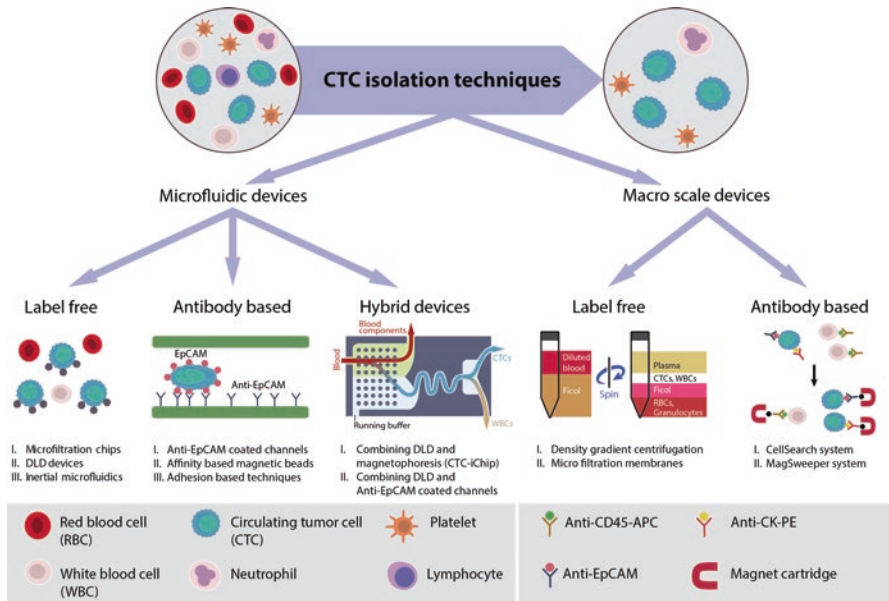 CTC isolation techniques
Microfluidic devices
Macro scale devices
Label free
Antibody based
Hybrid devices
Label free
Antibody based
EpCAM
Anti-EpCAM
Blood
components
Blood
CTCs
WBCs
Running buffer
Diluted
blood
Ficol
Spin
Plasma
CTCs, WBCs
Ficol
RBCs,
Granulocytes
I. Microfiltration chips
II. DLD devices
III. Inertial microfluidics
I. Anti-EpCAM coated channels
II. Affinity based magnetic beads
III. Adhesion based techniques
I. Combining DLD and
magnetophoresis (CTC-iChip)
II. Combining DLD and
Anti-EpCAM coated channels
I. Density gradient centrifugation
II. Micro filtration membranes
I. CellSearch system
II. MagSweeper system
Red blood cell
(RBC)
Circulating tumor cell
(CTC)
Platelet
Anti-CD45-APC
Anti-CK-PE
White blood cell
(WBC)
Neutrophil
Lymphocyte
Anti-EpCAM
Magnet cartridge